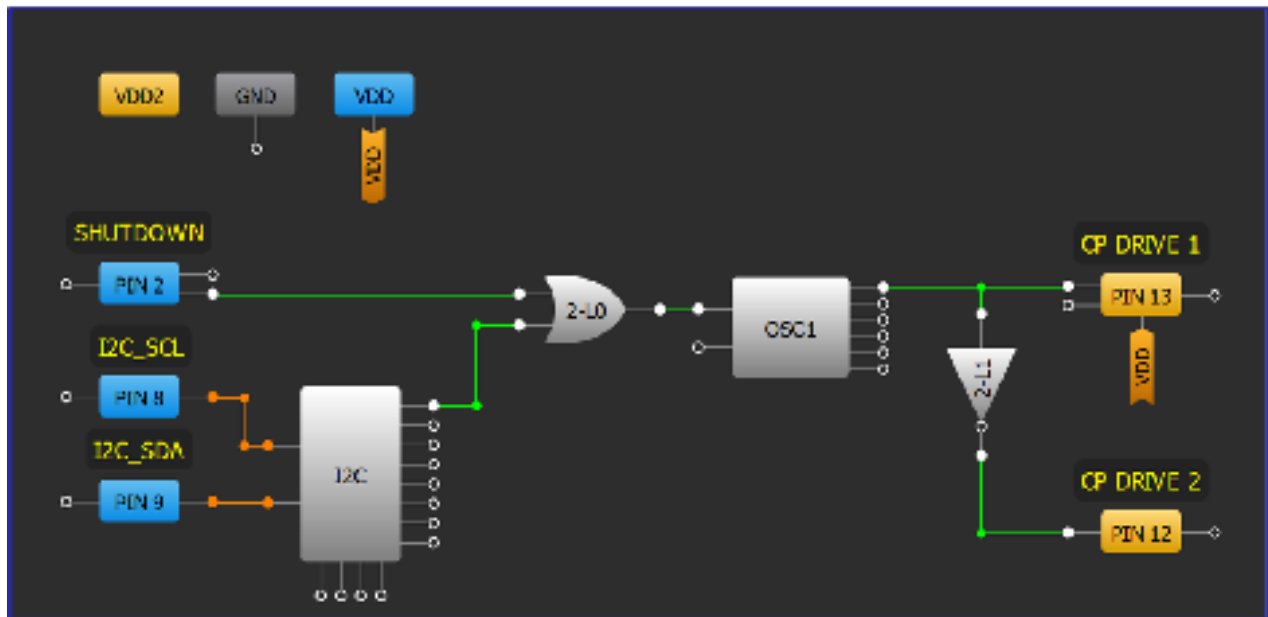 VDD2
GND
VDD
VDD
SHUTDOWN
PIN 2
I2C_SCL
PIN 8
I2C_SDA
PIN 9
I2C
2-L0
OSC1
2-L1
CP DRIVE 1
PIN 13
VDD
CP DRIVE 2
PIN 12